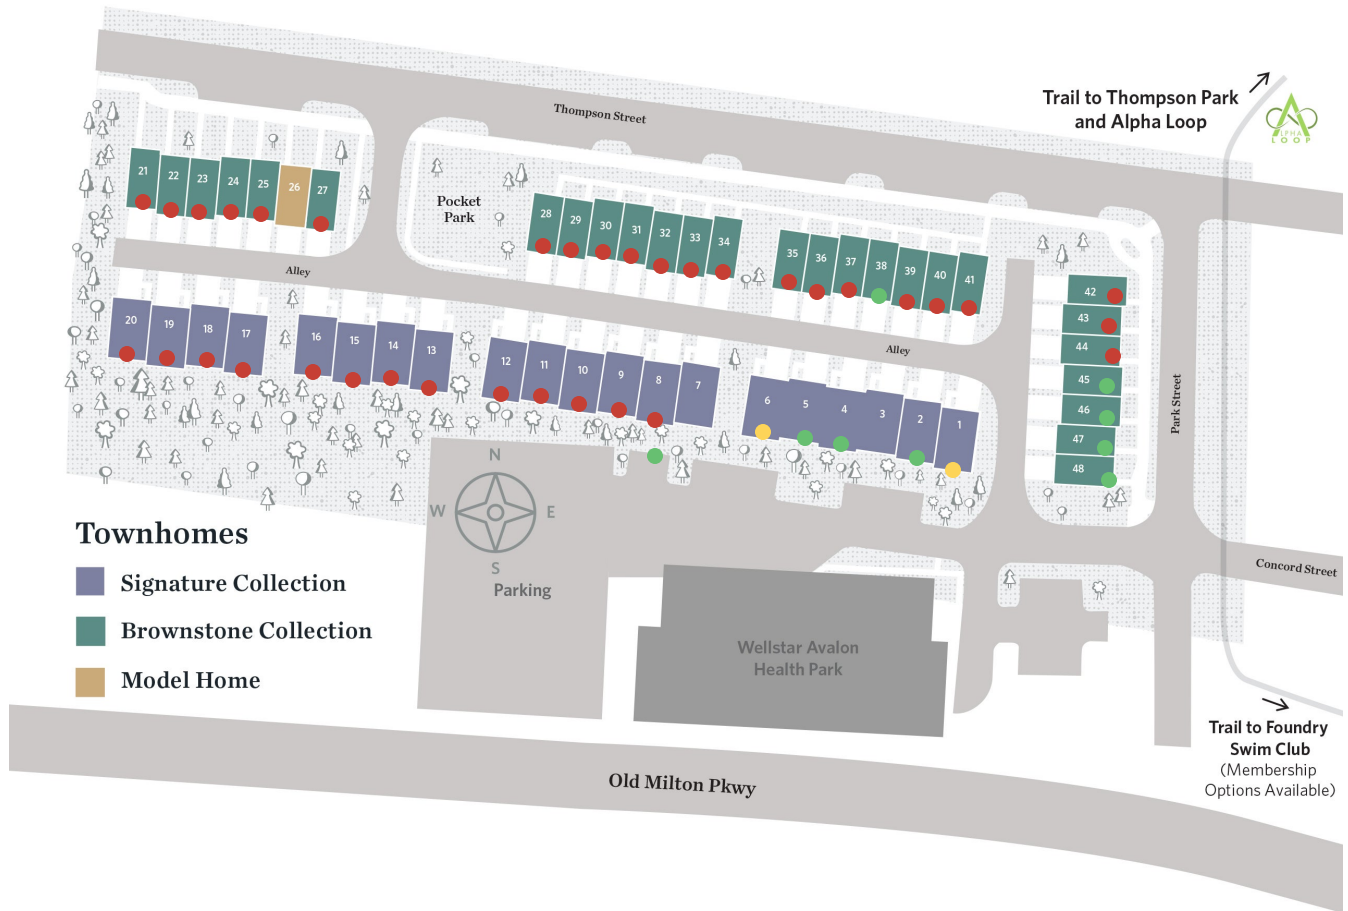 Thompson Street
Trail to Thompson Park
and Alpha Loop
ALPHA
LOOP
21
22
23
24
25
26
27
Pocket
Park
28
29
30
31
32
33
34
35
36
37
38
39
40
41
42
43
44
45
46
47
48
Alley
Alley
Park Street
20
19
18
17
16
15
14
13
12
11
10
9
8
7
6
5
4
3
2
1
N
W
E
S
Parking
Townhomes
Signature Collection
Brownstone Collection
Model Home
Wellstar Avalon
Health Park
Concord Street
Trail to Foundry
Swim Club
(Membership
Options Available)
Old Milton Pkwy